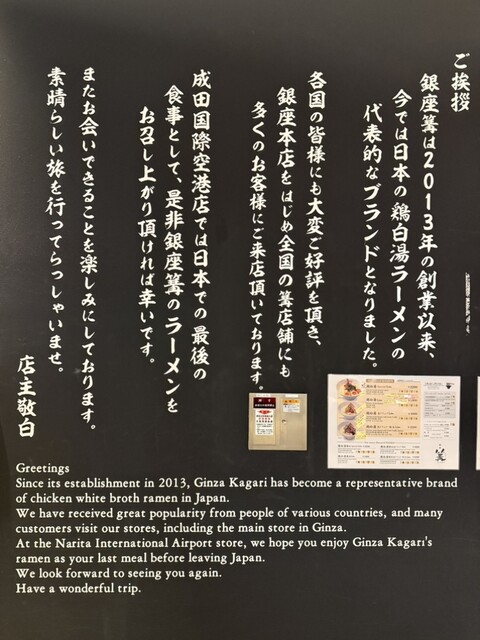 ご挨拶
銀座篝は2013年の創業以来、
今では日本の鶏白湯ラーメンの
代表的なブランドとなりました。
各国の皆様にも大変ご好評を頂き、
銀座本店をはじめ全国の篝店舗にも
多くのお客様にご来店頂いております。
成田国際空港店では日本での最後の
食事として、是非銀座篝のラーメンを
お召し上がり頂ければ幸いです。
またお会いできることを楽しみにしております。
素晴らしい旅を行ってらっしゃいませ。
店主敬白
Greetings
Since its establishment in 2013, Ginza Kagari has become a representative brand
of chicken white broth ramen in Japan.
We have received great popularity from people of various countries, and many
customers visit our stores, including the main store in Ginza.
At the Narita International Airport store, we hope you enjoy Ginza Kagari's
ramen as your last meal before leaving Japan.
We look forward to seeing you again.
Have a wonderful trip.